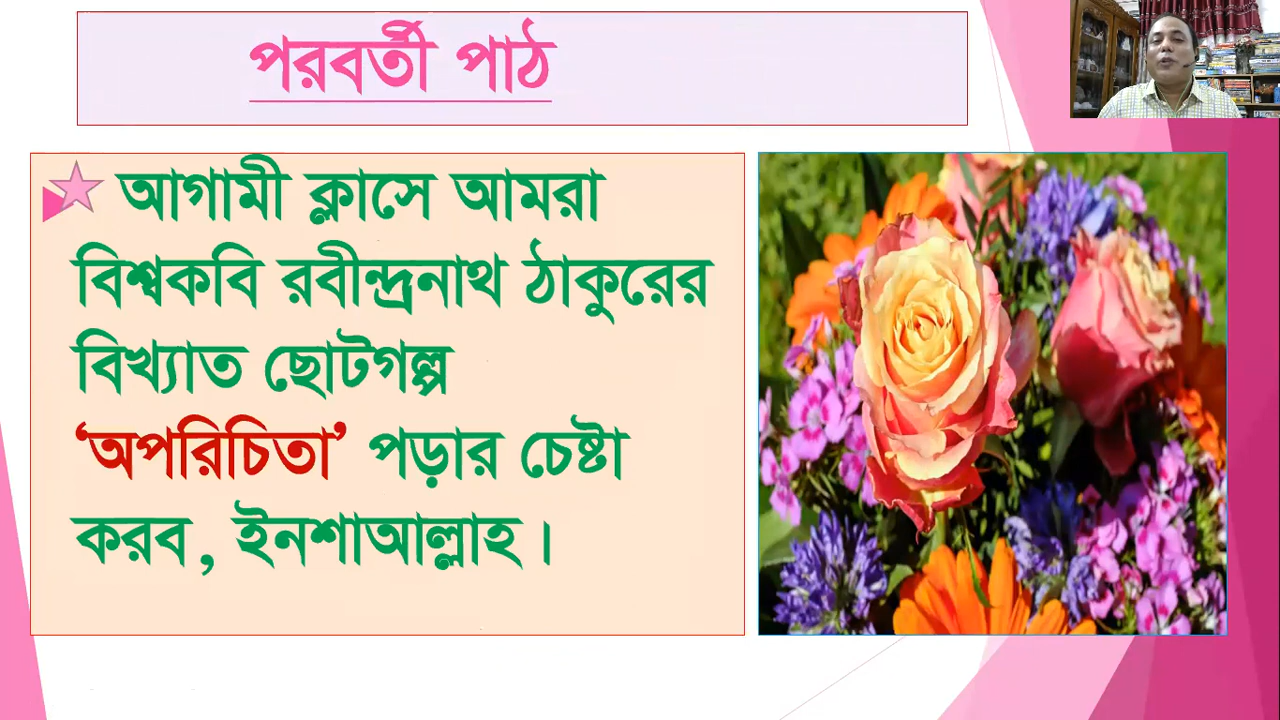 পরবর্তী পাঠ
আগামী ক্লাসে আমরা
বিশ্বকবি রবীন্দ্রনাথ ঠাকুরের
বিখ্যাত ছোটগল্প
‘অপরিচিতা’ পড়ার চেষ্টা
করব, ইনশাআল্লাহ।